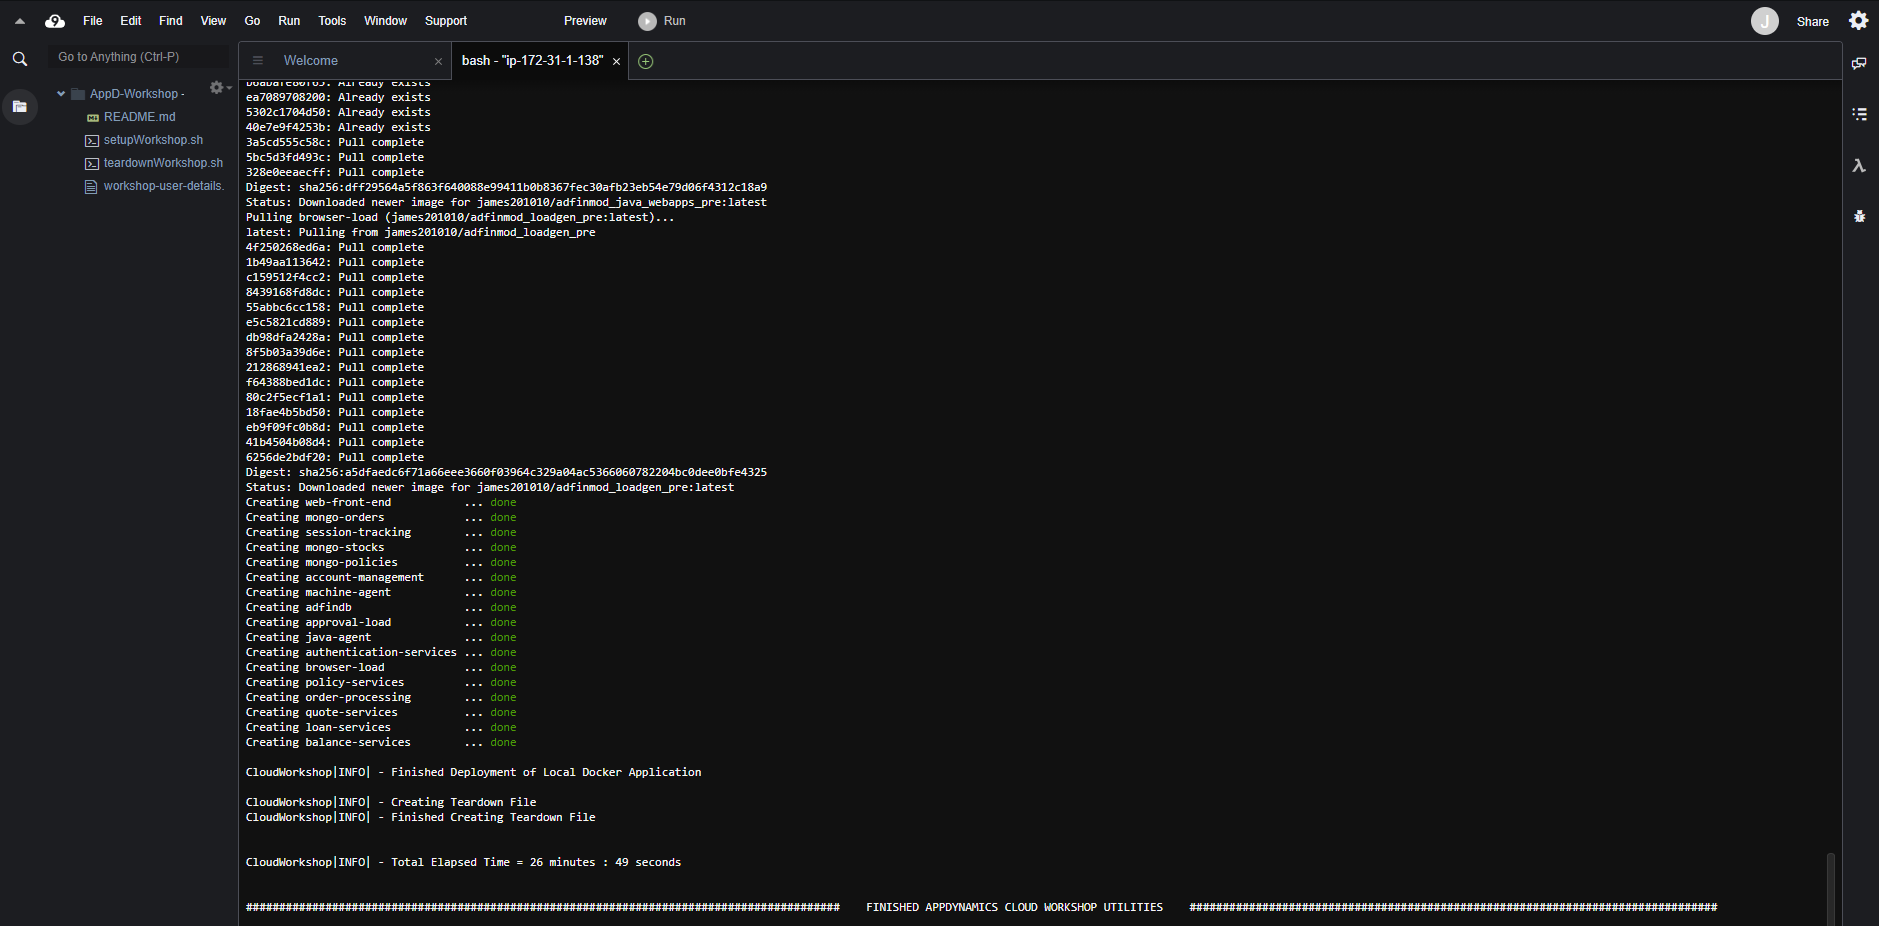 File Edit Find View Go Run Tools Window Support Preview Run J Share
Go to Anything (Ctrl-P)
Welcome
bash - "ip-172-31-1-138"
AppD-Workshop -
README.md
setupWorkshop.sh
teardownWorkshop.sh
workshop-user-details.
ea7089708200: Already exists
5302c1704d50: Already exists
40e7e9f4253b: Already exists
3a5cd555c58c: Pull complete
5bc5d3fd493c: Pull complete
328e0eeaecff: Pull complete
Digest: sha256:dff29564a5f863f640088e99411b0b8367fec30afb23eb54e79d06f4312c18a9
Status: Downloaded newer image for james201010/adfinmod_java_webapps_pre:latest
Pulling browser-load (james201010/adfinmod_loadgen_pre:latest)...
latest: Pulling from james201010/adfinmod_loadgen_pre
4f250268ed6a: Pull complete
1b49aa113642: Pull complete
c159512f4cc2: Pull complete
8439168fd8dc: Pull complete
55abbc6cc158: Pull complete
e5c5821cd889: Pull complete
db98dfa2428a: Pull complete
8f5b03a39d6e: Pull complete
212868941ea2: Pull complete
f64388bed1dc: Pull complete
80c2f5ecf1a1: Pull complete
18fae4b5bd50: Pull complete
eb9f09fc0b8d: Pull complete
41b4504b08d4: Pull complete
6256de2bdf20: Pull complete
Digest: sha256:a5dfaedc6f71a66eee3660f03964c329a04ac5366060782204bc0dee0bfe4325
Status: Downloaded newer image for james201010/adfinmod_loadgen_pre:latest
Creating web-front-end ... done
Creating mongo-orders ... done
Creating session-tracking ... done
Creating mongo-stocks ... done
Creating mongo-policies ... done
Creating account-management ... done
Creating machine-agent ... done
Creating adfindb ... done
Creating approval-load ... done
Creating java-agent ... done
Creating authentication-services ... done
Creating browser-load ... done
Creating policy-services ... done
Creating order-processing ... done
Creating quote-services ... done
Creating loan-services ... done
Creating balance-services ... done
CloudWorkshop|INFO| - Finished Deployment of Local Docker Application
CloudWorkshop|INFO| - Creating Teardown File
CloudWorkshop|INFO| - Finished Creating Teardown File
CloudWorkshop|INFO| - Total Elapsed Time = 26 minutes : 49 seconds
########################################################################################## FINISHED APPDYNAMICS CLOUD WORKSHOP UTILITIES ################################################################################